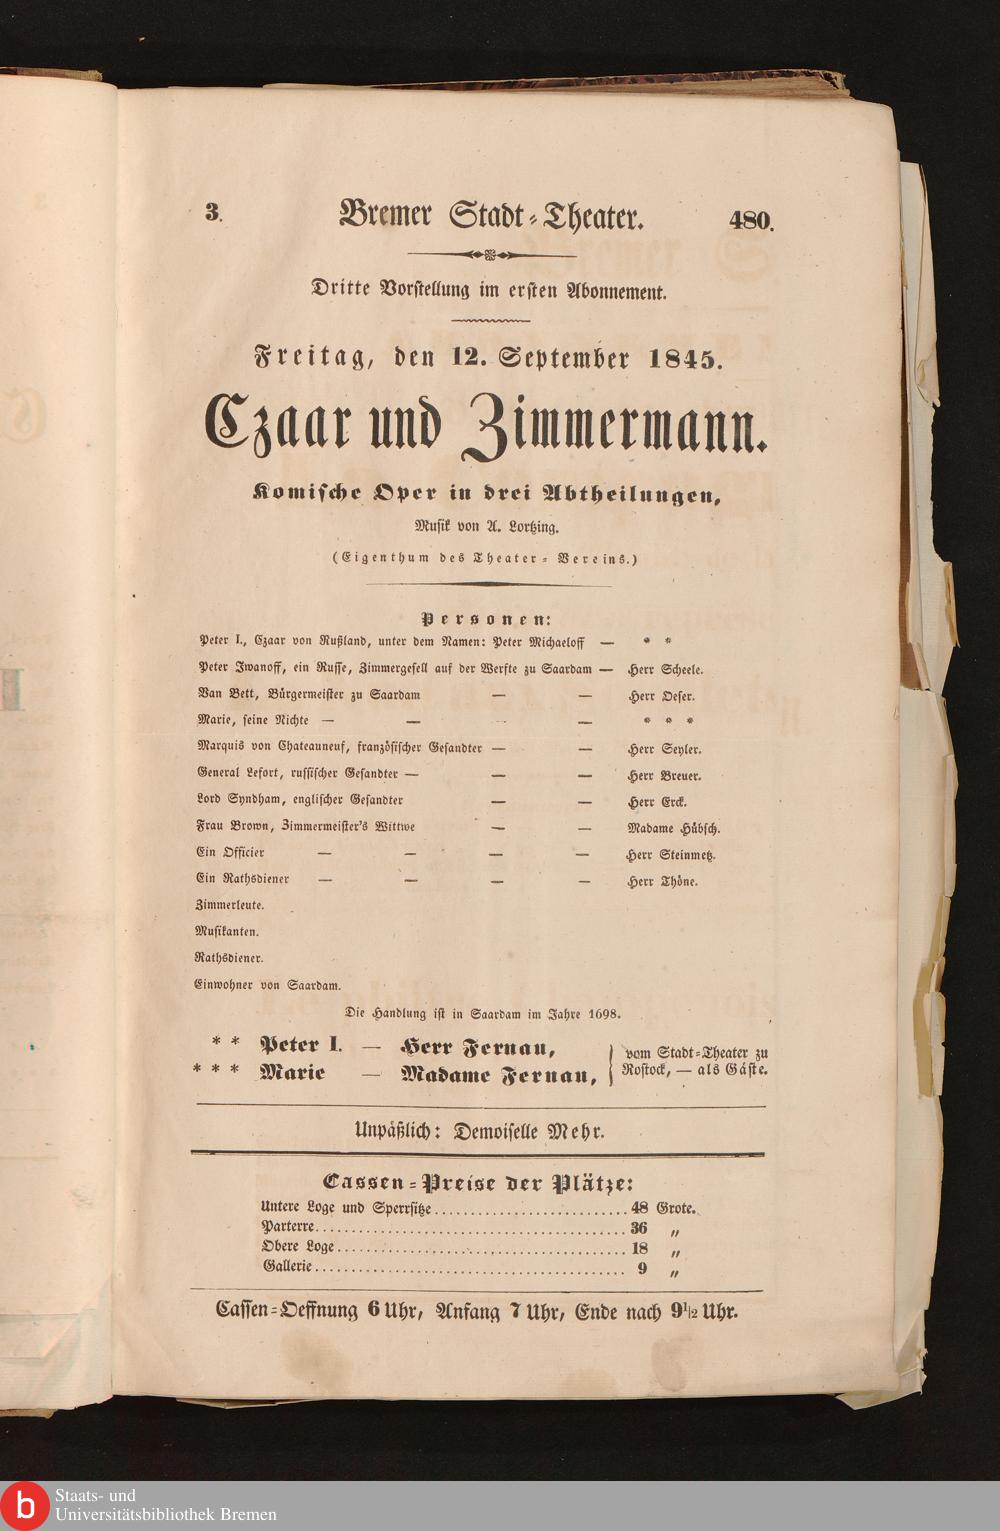 3. Bremer Stadt-Theater. 480.
Dritte Vorstellung im ersten Abonnement.
Freitag, den 12. September 1845.
Czaar und Zimmermann.
Komische Oper in drei Abtheilungen,
Musik von A. Lortzing.
(Eigenthum des Theater-Vereins.)
Personen:
Peter I., Czaar von Rußland, unter dem Namen: Peter Michaeloff — * *
Peter Iwanoff, ein Russe, Zimmergesell auf der Werfte zu Saardam — Herr Scheele.
Van Bett, Bürgermeister zu Saardam — — Herr Oeser.
Marie, seine Nichte — — — * * *
Marquis von Chateauneuf, französischer Gesandter — — Herr Seyler.
General Lefort, russischer Gesandter — — — Herr Breuer.
Lord Syndham, englischer Gesandter — — Herr Erck.
Frau Brown, Zimmermeister's Wittwe — — Madame Hübsch.
Ein Officier — — — — Herr Steinmetz.
Ein Rathsdiener — — — — Herr Thöne.
Zimmerleute.
Musikanten.
Rathsdiener.
Einwohner von Saardam.
Die Handlung ist in Saardam im Jahre 1698.
* * Peter I. — Herr Fernau,
* * * Marie — Madame Fernau,
vom Stadt-Theater zu
Rostock, — als Gäste.
Unpäßlich: Demoiselle Mehr.
Cassen-Preise der Plätze:
Untere Loge und Sperrsitze........................... 48 Grote.
Parterre....................................... 36 „
Obere Loge.................................... 18 „
Gallerie....................................... 9 „
Cassen-Oeffnung 6 Uhr, Anfang 7 Uhr, Ende nach 9 1/2 Uhr.
b Staats- und
Universitätsbibliothek Bremen